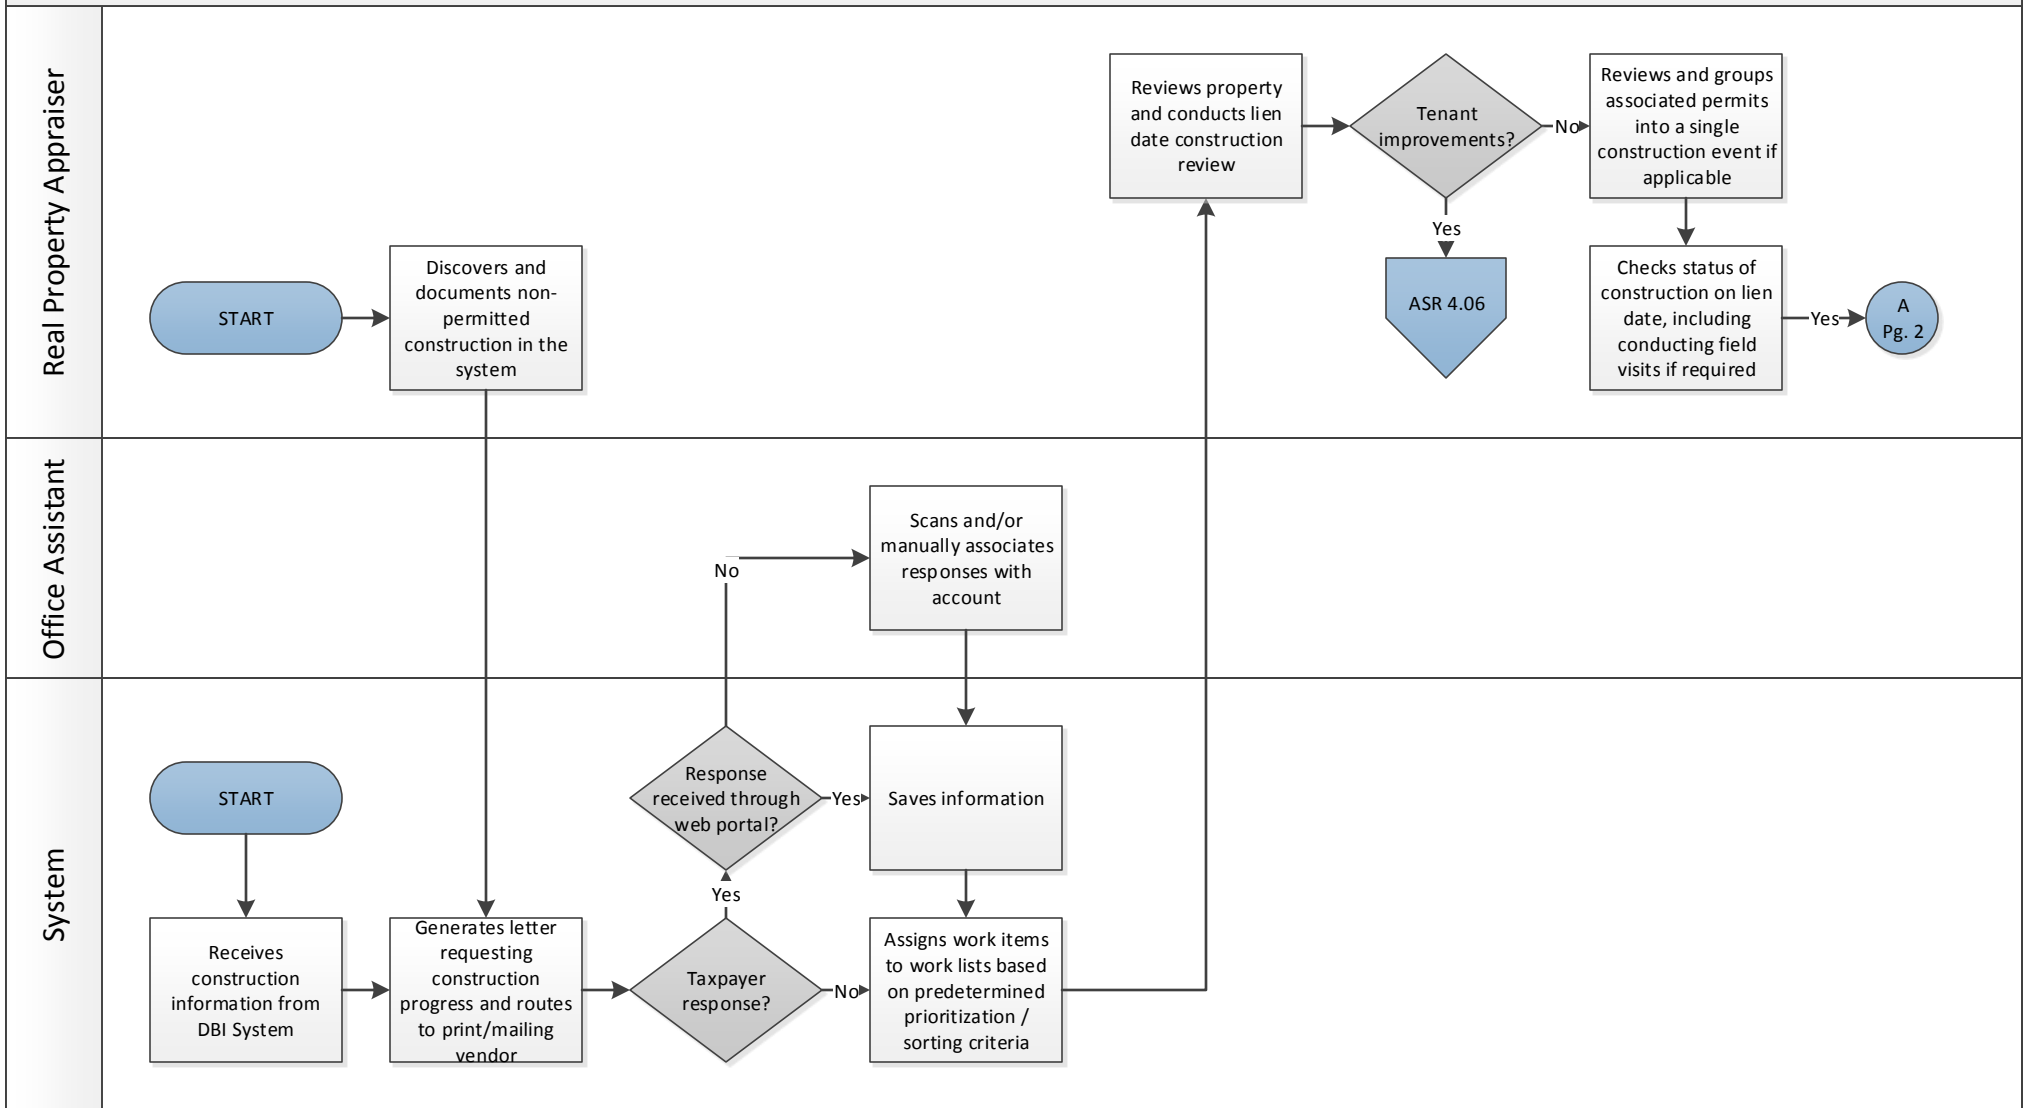 Real Property Appraiser
START
Discovers and
documents non-
permitted
construction in the
system
Reviews property
and conducts lien
date construction
review
Tenant
improvements?
No
Yes
ASR 4.06
Reviews and groups
associated permits
into a single
construction event if
applicable
Checks status of
construction on lien
date, including
conducting field
visits if required
Yes
A
Pg. 2
Office Assistant
No
Scans and/or
manually associates
responses with
account
System
START
Receives
construction
information from
DBI System
Generates letter
requesting
construction
progress and routes
to print/mailing
vendor
Response
received through
web portal?
Yes
Saves information
Yes
Taxpayer
response?
No
Assigns work items
to work lists based
on predetermined
prioritization /
sorting criteria